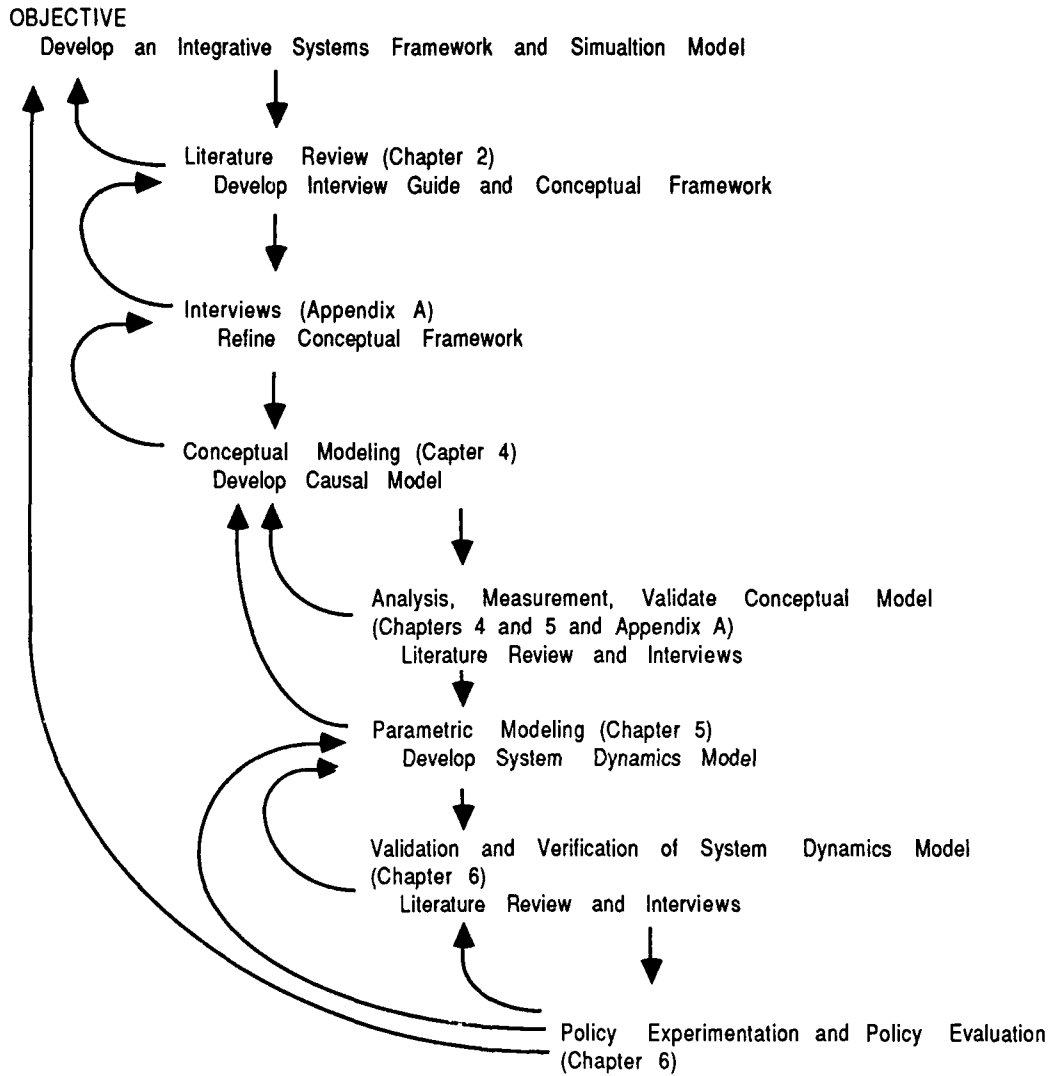 OBJECTIVE
Develop an Integrative Systems Framework and Simualtion Model
Literature Review (Chapter 2)
Develop Interview Guide and Conceptual Framework
Interviews (Appendix A)
Refine Conceptual Framework
Conceptual Modeling (Capter 4)
Develop Causal Model
Analysis, Measurement, Validate Conceptual Model
(Chapters 4 and 5 and Appendix A)
Literature Review and Interviews
Parametric Modeling (Chapter 5)
Develop System Dynamics Model
Validation and Verification of System Dynamics Model
(Chapter 6)
Literature Review and Interviews
Policy Experimentation and Policy Evaluation
(Chapter 6)